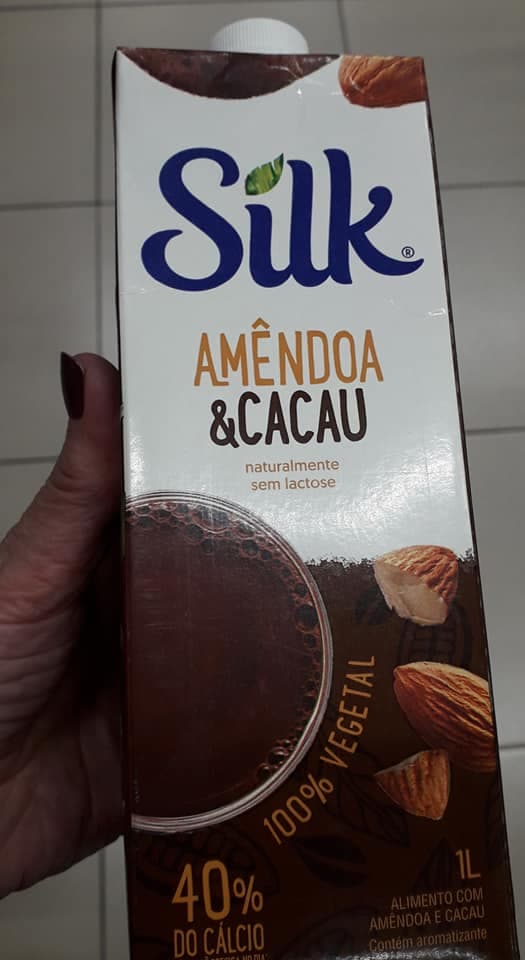 Silk®
AMÊNDOA
&CACAU
naturalmente
sem lactose
100% VEGETAL
40%
DO CÁLCIO
1L
ALIMENTO COM
AMÊNDOA E CACAU
Contém aromatizante